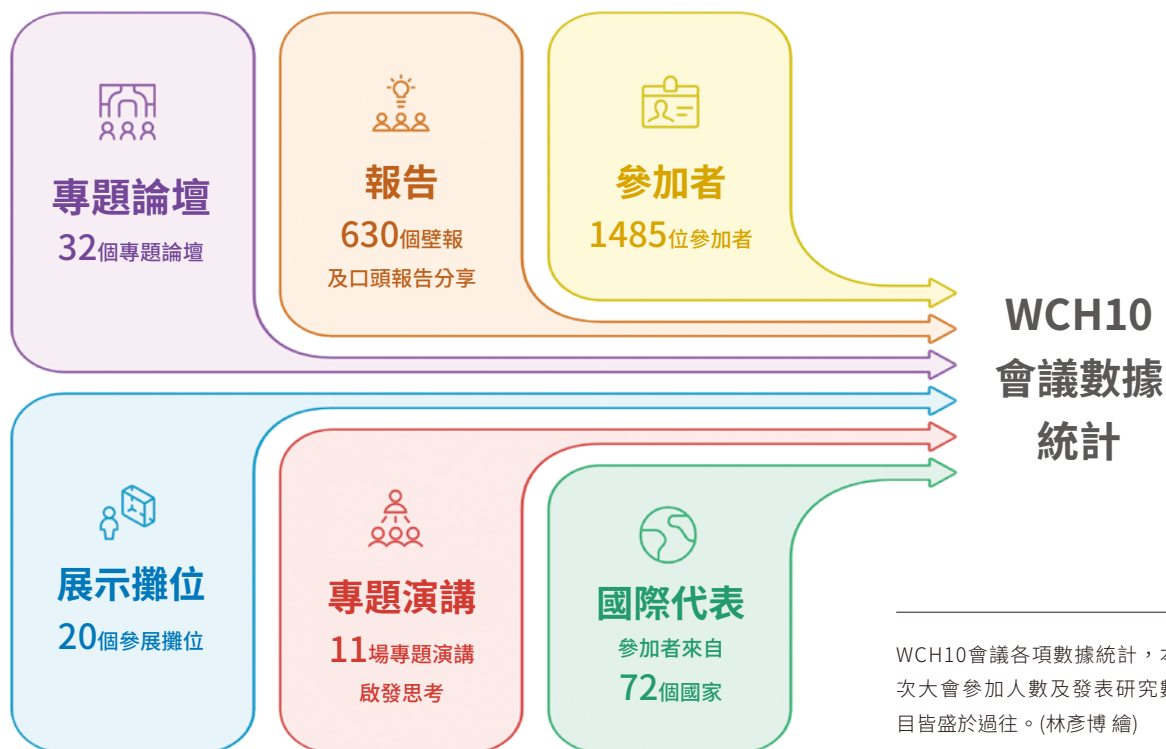 專題論壇
32個專題論壇
報告
630個壁報
及口頭報告分享
參加者
1485位參加者
展示攤位
20個參展攤位
專題演講
11場專題演講
啟發思考
國際代表
參加者來自
72個國家
WCH10
會議數據
統計
WCH10會議各項數據統計，本
次大會參加人數及發表研究數
目皆盛於過往。(林彥博 繪)